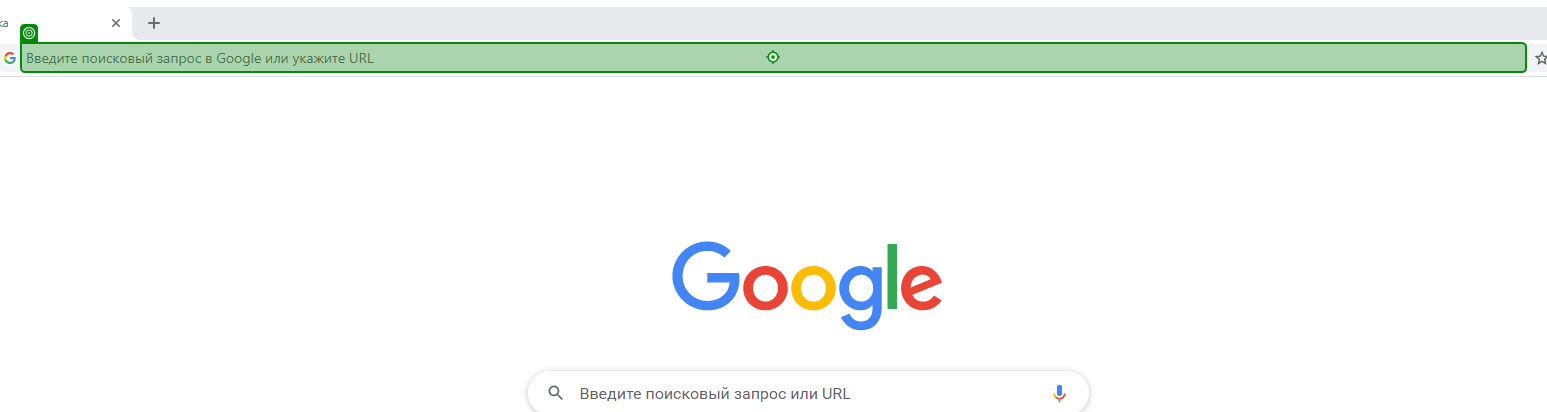 ка
Введите поисковый запрос в Google или укажите URL
Google
Введите поисковый запрос или URL